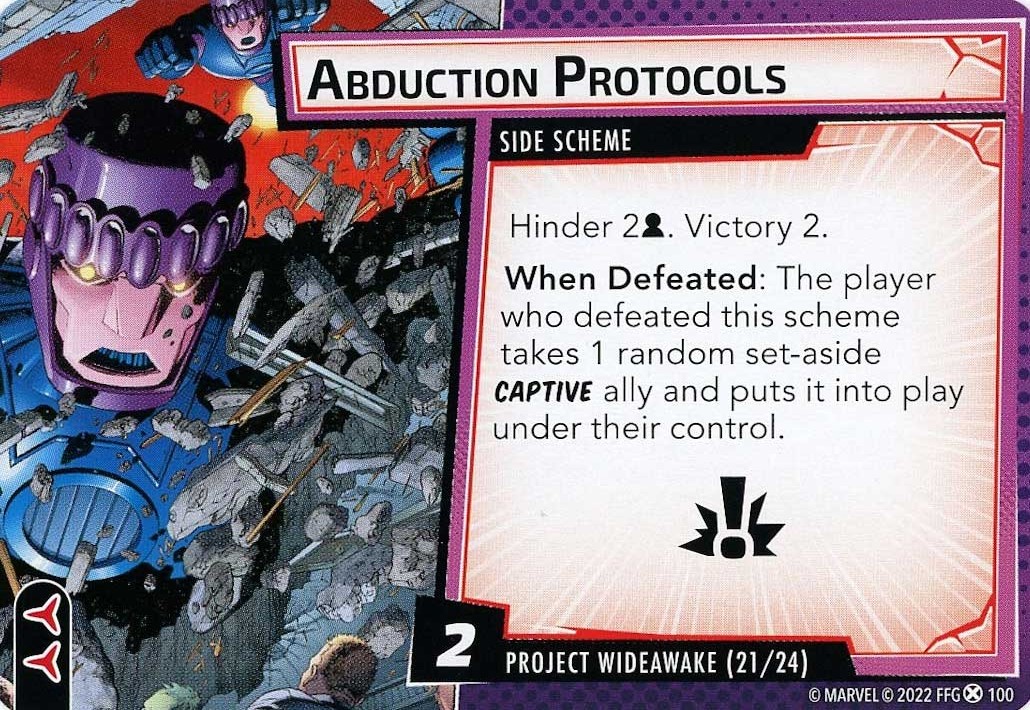 ABDUCTION PROTOCOLS
SIDE SCHEME
Hinder 2. Victory 2.
When Defeated: The player
who defeated this scheme
takes 1 random set-aside
CAPTIVE ally and puts it into play
under their control.
!
2
PROJECT WIDEAWAKE (21/24)
© MARVEL © 2022 FFG 100